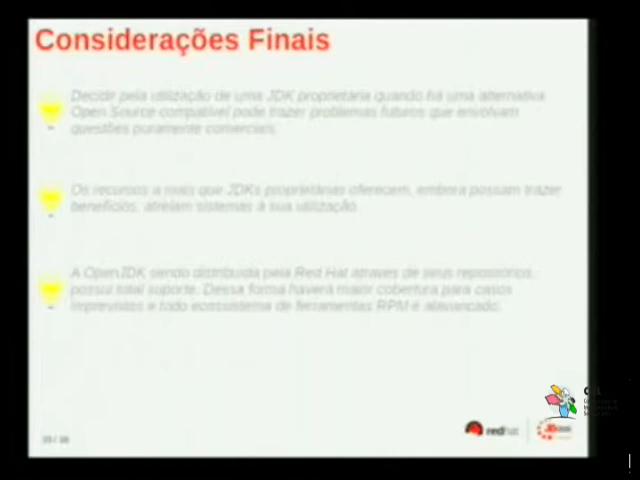 Considerações Finais
Decidir pela utilização de uma JDK proprietária quando há uma alternativa
Open Source compatível pode trazer problemas futuros que envolvam
questões puramente comerciais.
Os recursos a mais que JDKs proprietárias oferecem, embora possam trazer
benefícios, atrelam sistemas à sua utilização.
A OpenJDK sendo distribuída pela Red Hat através de seus repositórios,
possui total suporte. Dessa forma haverá maior cobertura para casos
imprevistos e todo ecossistema de ferramentas RPM é alavancado.
redhat